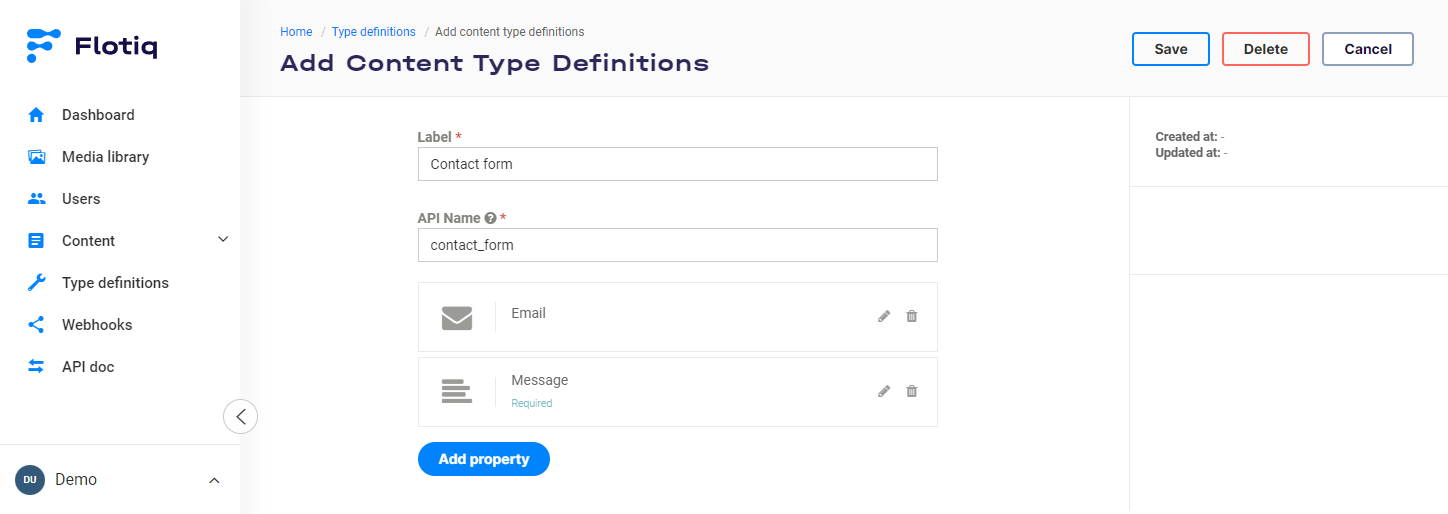 Flotiq
Dashboard
Media library
Users
Content
Type definitions
Webhooks
API doc
DU Demo
Home / Type definitions / Add content type definitions
Add Content Type Definitions
Save Delete Cancel
Label *
Contact form
API Name ? *
contact_form
Email
Message
Required
Add property
Created at: -
Updated at: -